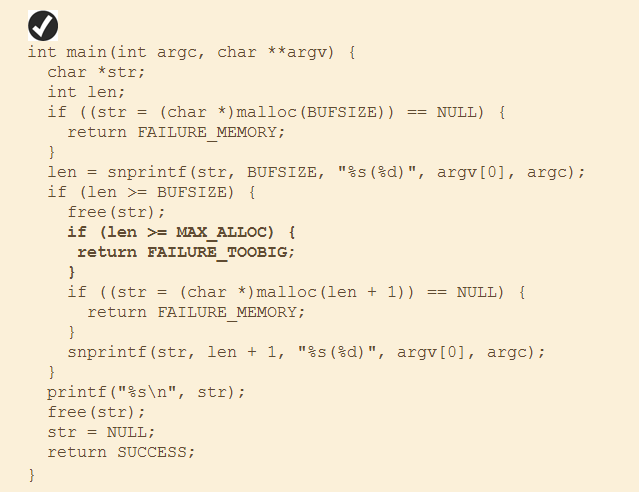 int main(int argc, char **argv) {
  char *str;
  int len;
  if ((str = (char *)malloc(BUFSIZE)) == NULL) {
    return FAILURE_MEMORY;
  }
  len = snprintf(str, BUFSIZE, "%s(%d)", argv[0], argc);
  if (len >= BUFSIZE) {
    free(str);
    if (len >= MAX_ALLOC) {
     return FAILURE_TOOBIG;
    }
    if ((str = (char *)malloc(len + 1)) == NULL) {
      return FAILURE_MEMORY;
    }
    snprintf(str, len + 1, "%s(%d)", argv[0], argc);
  }
  printf("%s\n", str);
  free(str);
  str = NULL;
  return SUCCESS;
}